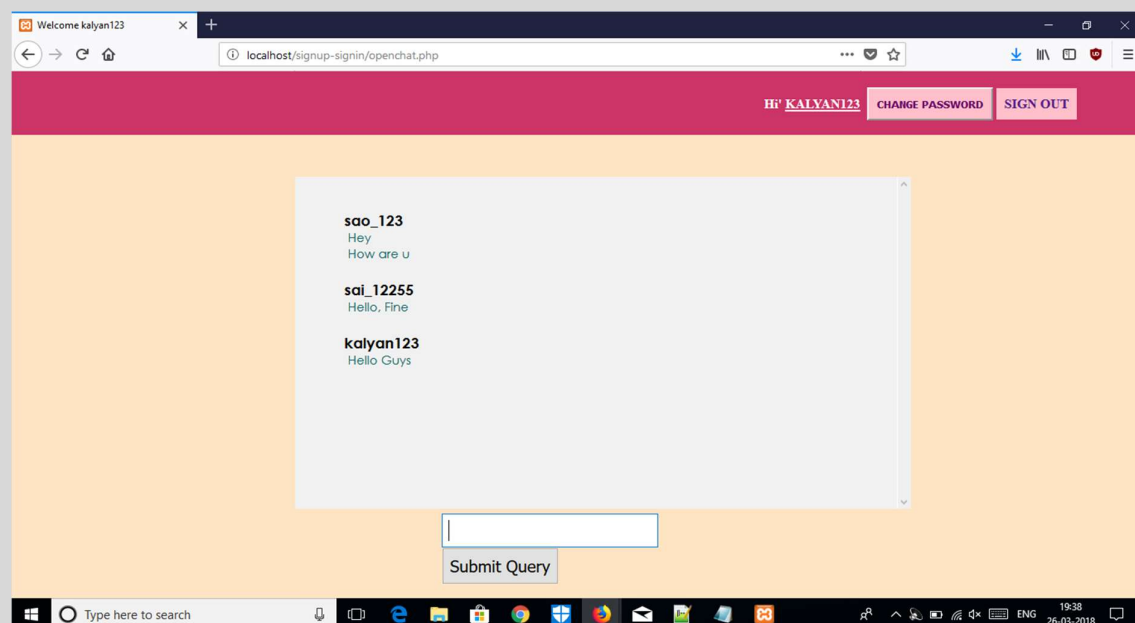 Welcome kalyan123
localhost/signup-signin/openchat.php
Hi' KALYAN123 CHANGE PASSWORD SIGN OUT
sao_123
Hey
How are u
sai_12255
Hello, Fine
kalyan123
Hello Guys
Submit Query
Type here to search
ENG
19:38
26-03-2018